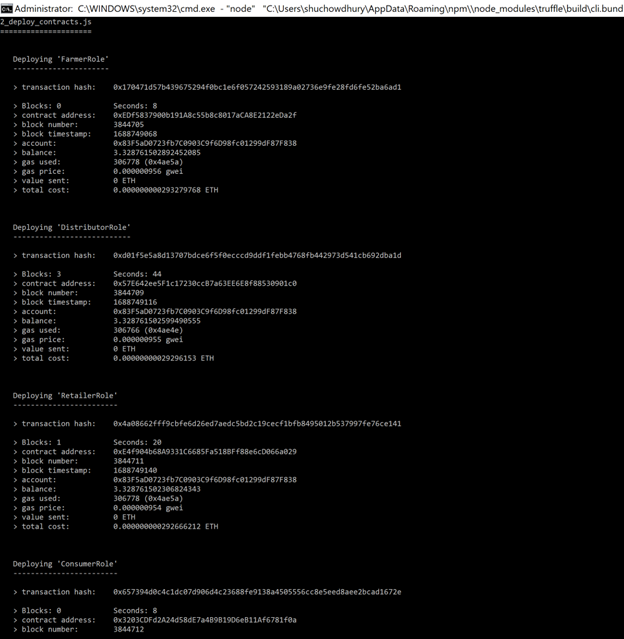 Administrator:  C:\WINDOWS\system32\cmd.exe  - "node"   "C:\Users\shuchowdhury\AppData\Roaming\npm\\node_modules\truffle\build\cli.bund
2_deploy_contracts.js
=====================
Deploying 'FarmerRole'
----------------------
> transaction hash:    0x170471d57b439675294f0bc1e6f057242593189a02736e9fe28fd6fe52ba6ad1
> Blocks: 0            Seconds: 8
> contract address:    0xEDf5837900b191A8c55b8c8017aCA8E2122eDa2f
> block number:        3844705
> block timestamp:     1688749068
> account:             0x83F5aD0723fb7C0903C9f6D98fc01299dF87F838
> balance:             3.328761502892452085
> gas used:            306778 (0x4ae5a)
> gas price:           0.000000956 gwei
> value sent:          0 ETH
> total cost:          0.000000000293279768 ETH
Deploying 'DistributorRole'
---------------------------
> transaction hash:    0xd01f5e5a8d13707bdce6f5f0ecccd9ddf1febb4768fb442973d541cb692dba1d
> Blocks: 3            Seconds: 44
> contract address:    0x57E642ee5F1c17230ccB7a63EE6E8f88530901c0
> block number:        3844709
> block timestamp:     1688749116
> account:             0x83F5aD0723fb7C0903C9f6D98fc01299dF87F838
> balance:             3.328761502599490555
> gas used:            306766 (0x4ae4e)
> gas price:           0.000000955 gwei
> value sent:          0 ETH
> total cost:          0.00000000029296153 ETH
Deploying 'RetailerRole'
------------------------
> transaction hash:    0x4a08662fff9cbfe6d26ed7aedc5bd2c19cecf1bfb8495012b537997fe76ce141
> Blocks: 1            Seconds: 20
> contract address:    0xE4f904b68A9331C6685Fa518BFf88e6cD066a029
> block number:        3844711
> block timestamp:     1688749140
> account:             0x83F5aD0723fb7C0903C9f6D98fc01299dF87F838
> balance:             3.328761502306824343
> gas used:            306778 (0x4ae5a)
> gas price:           0.000000954 gwei
> value sent:          0 ETH
> total cost:          0.000000000292666212 ETH
Deploying 'ConsumerRole'
------------------------
> transaction hash:    0x657394d0c4c1dc07d906d4c23688fe9138a4505556cc8e5eed8aee2bcad1672e
> Blocks: 0            Seconds: 8
> contract address:    0x3203CDFd2A24d58dE7a4B9B19D6eB11Af6781f0a
> block number:        3844712